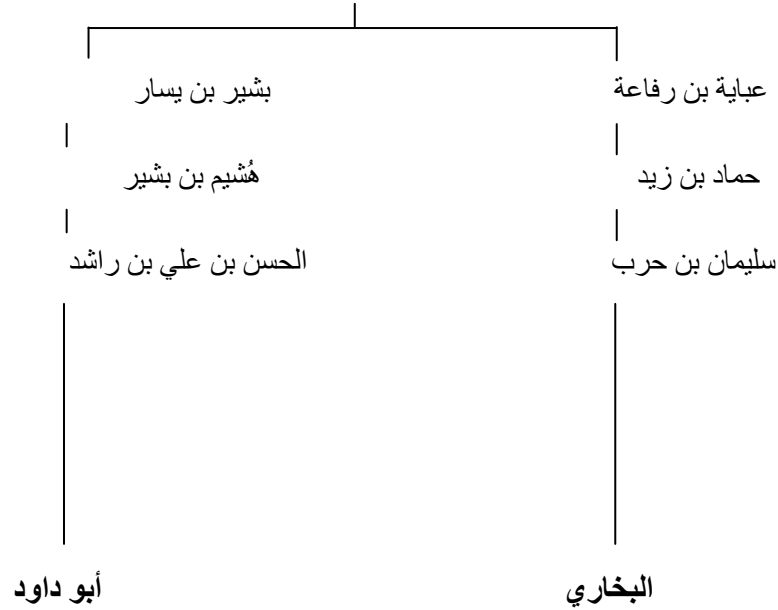 عباية بن رفاعة
بشير بن يسار
حماد بن زيد
هُشيم بن بشير
سليمان بن حرب
الحسن بن علي بن راشد
البخاري
أبو داود